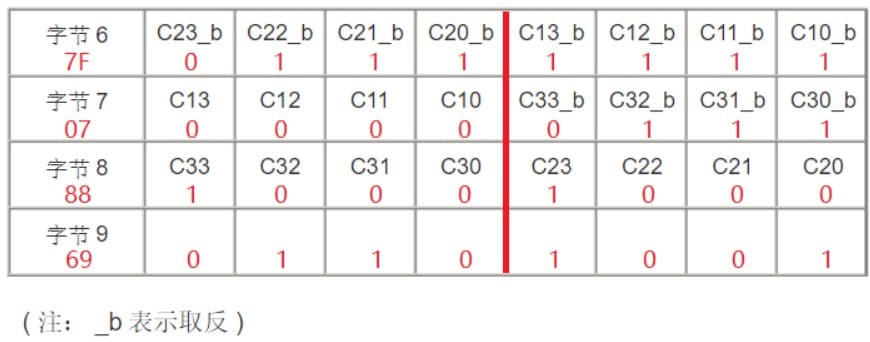 字节 6 C23_b C22_b C21_b C20_b C13_b C12_b C11_b C10_b
7F 0 1 1 1 1 1 1 1
字节 7 C13 C12 C11 C10 C33_b C32_b C31_b C30_b
07 0 0 0 0 0 1 1 1
字节 8 C33 C32 C31 C30 C23 C22 C21 C20
88 1 0 0 0 1 0 0 0
字节 9
69 0 1 1 0 1 0 0 1
( 注： _b 表示取反 )